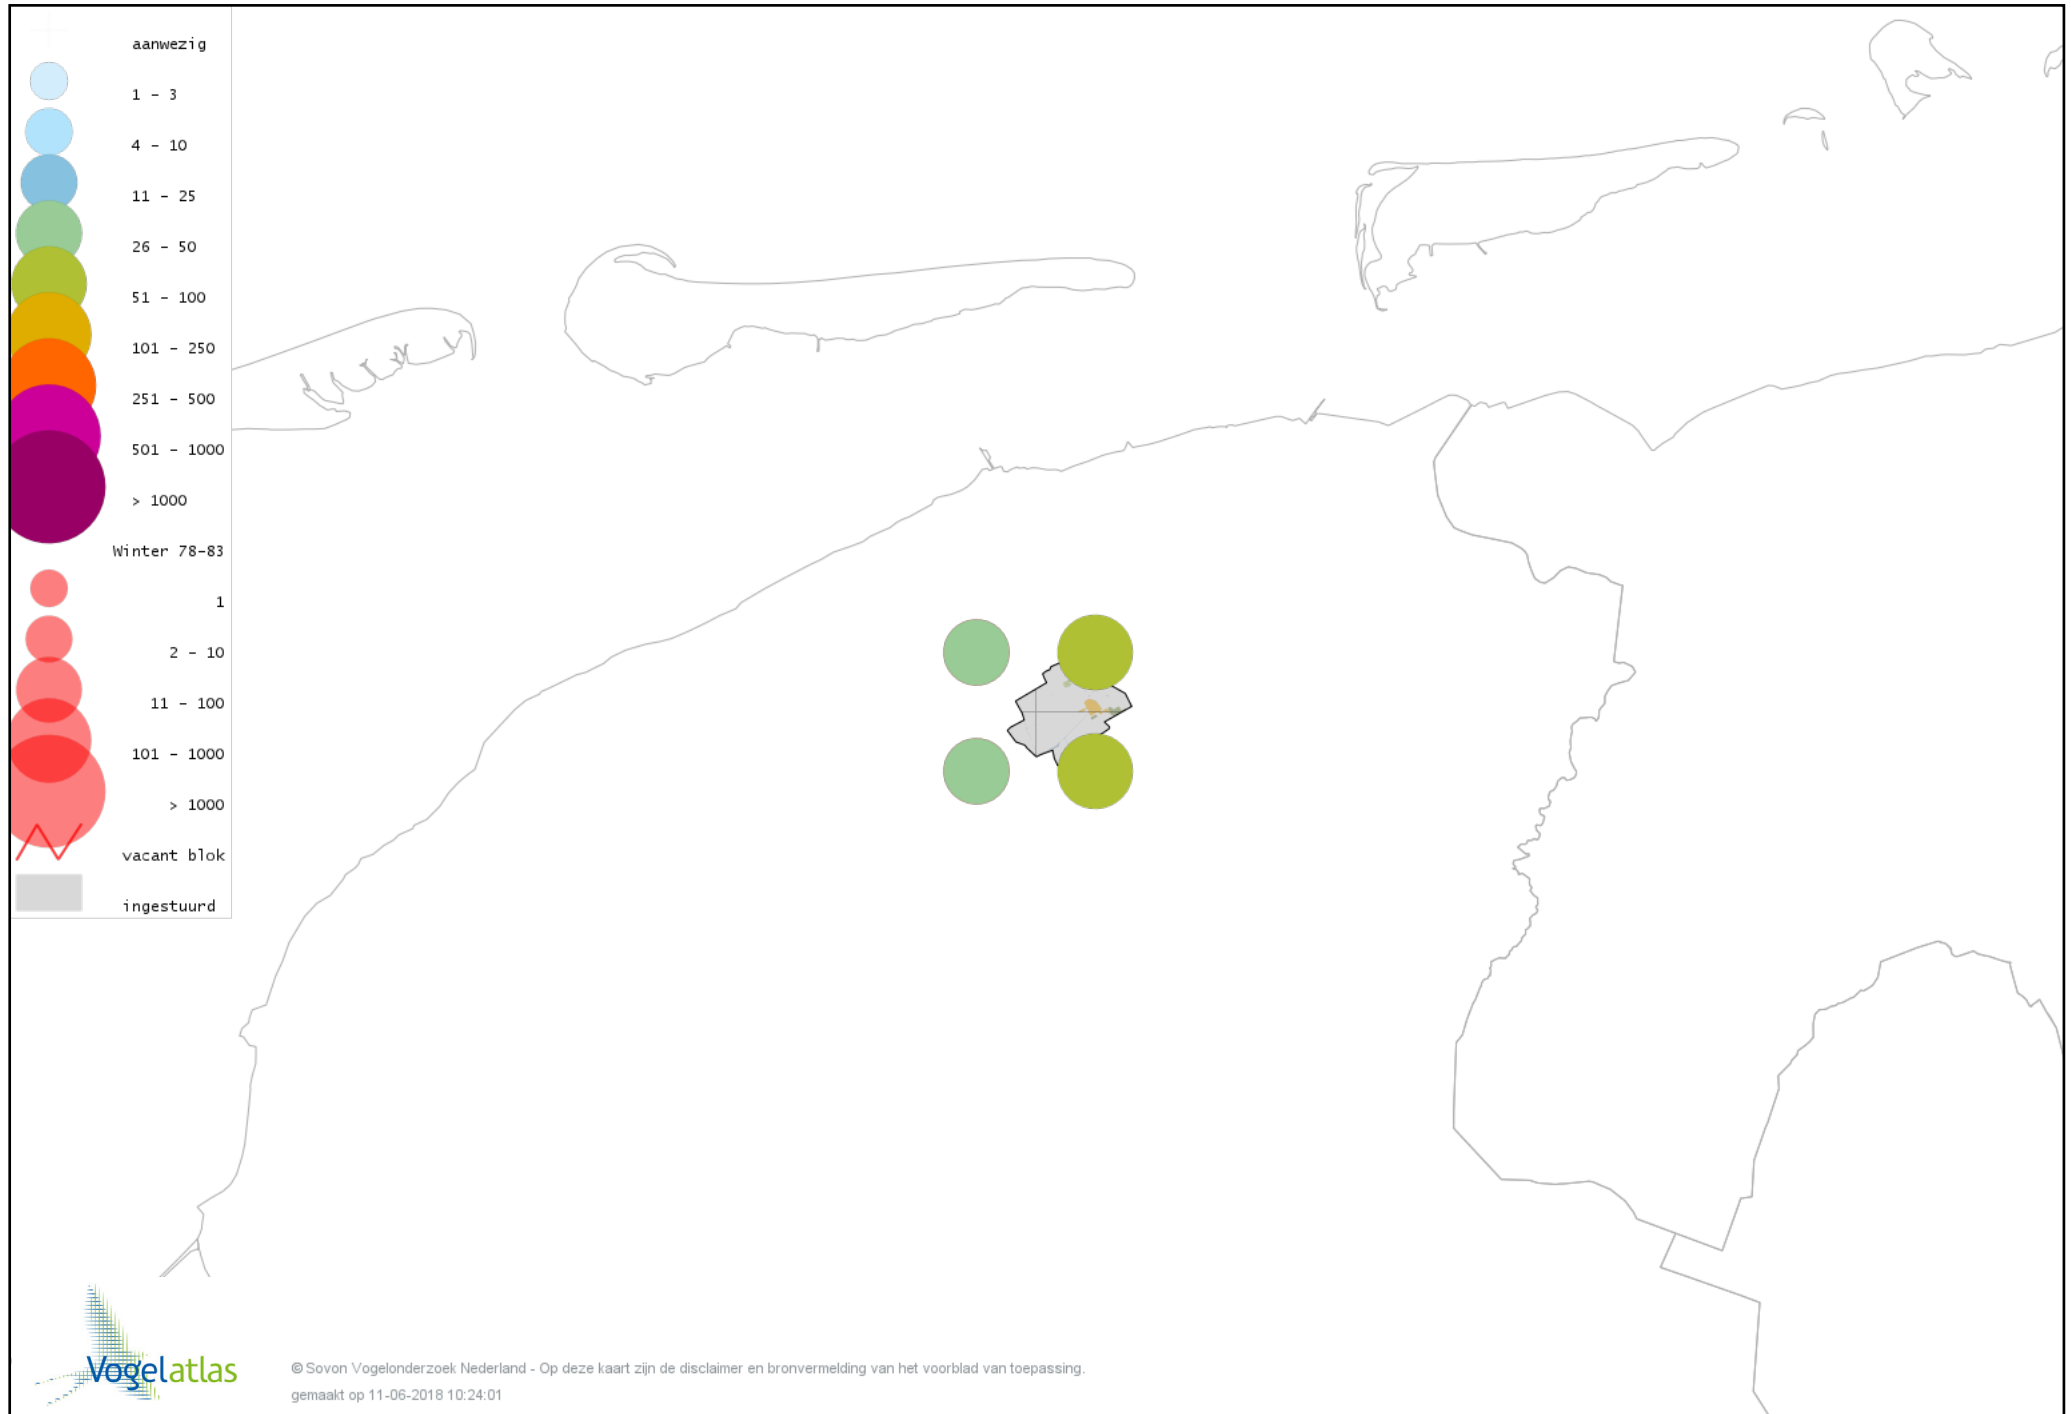 aanwezig
1 - 3
4 - 10
11 - 25
26 - 50
51 - 100
101 - 250
251 - 500
501 - 1000
> 1000
Winter 78-83
1
2 - 10
11 - 100
101 - 1000
> 1000
vacant blok
ingestuurd
Vogelatlas
© Sovon Vogelonderzoek Nederland - Op deze kaart zijn de disclaimer en bronvermelding van het voorblad van toepassing.
gemaakt op 11-06-2018 10:24:01